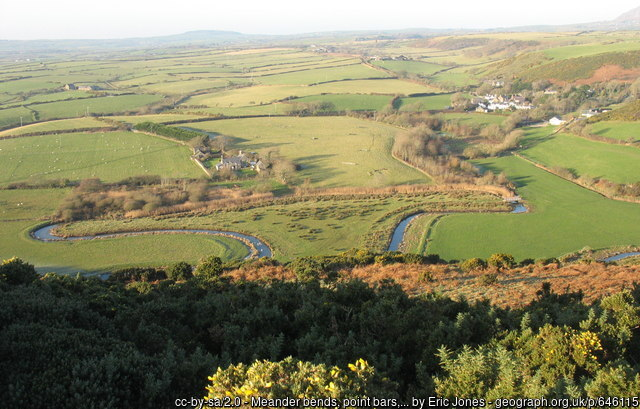 cc-by-sa/2.0 - Meander bends, point bars,... by Eric Jones - geograph.org.uk/p/646115